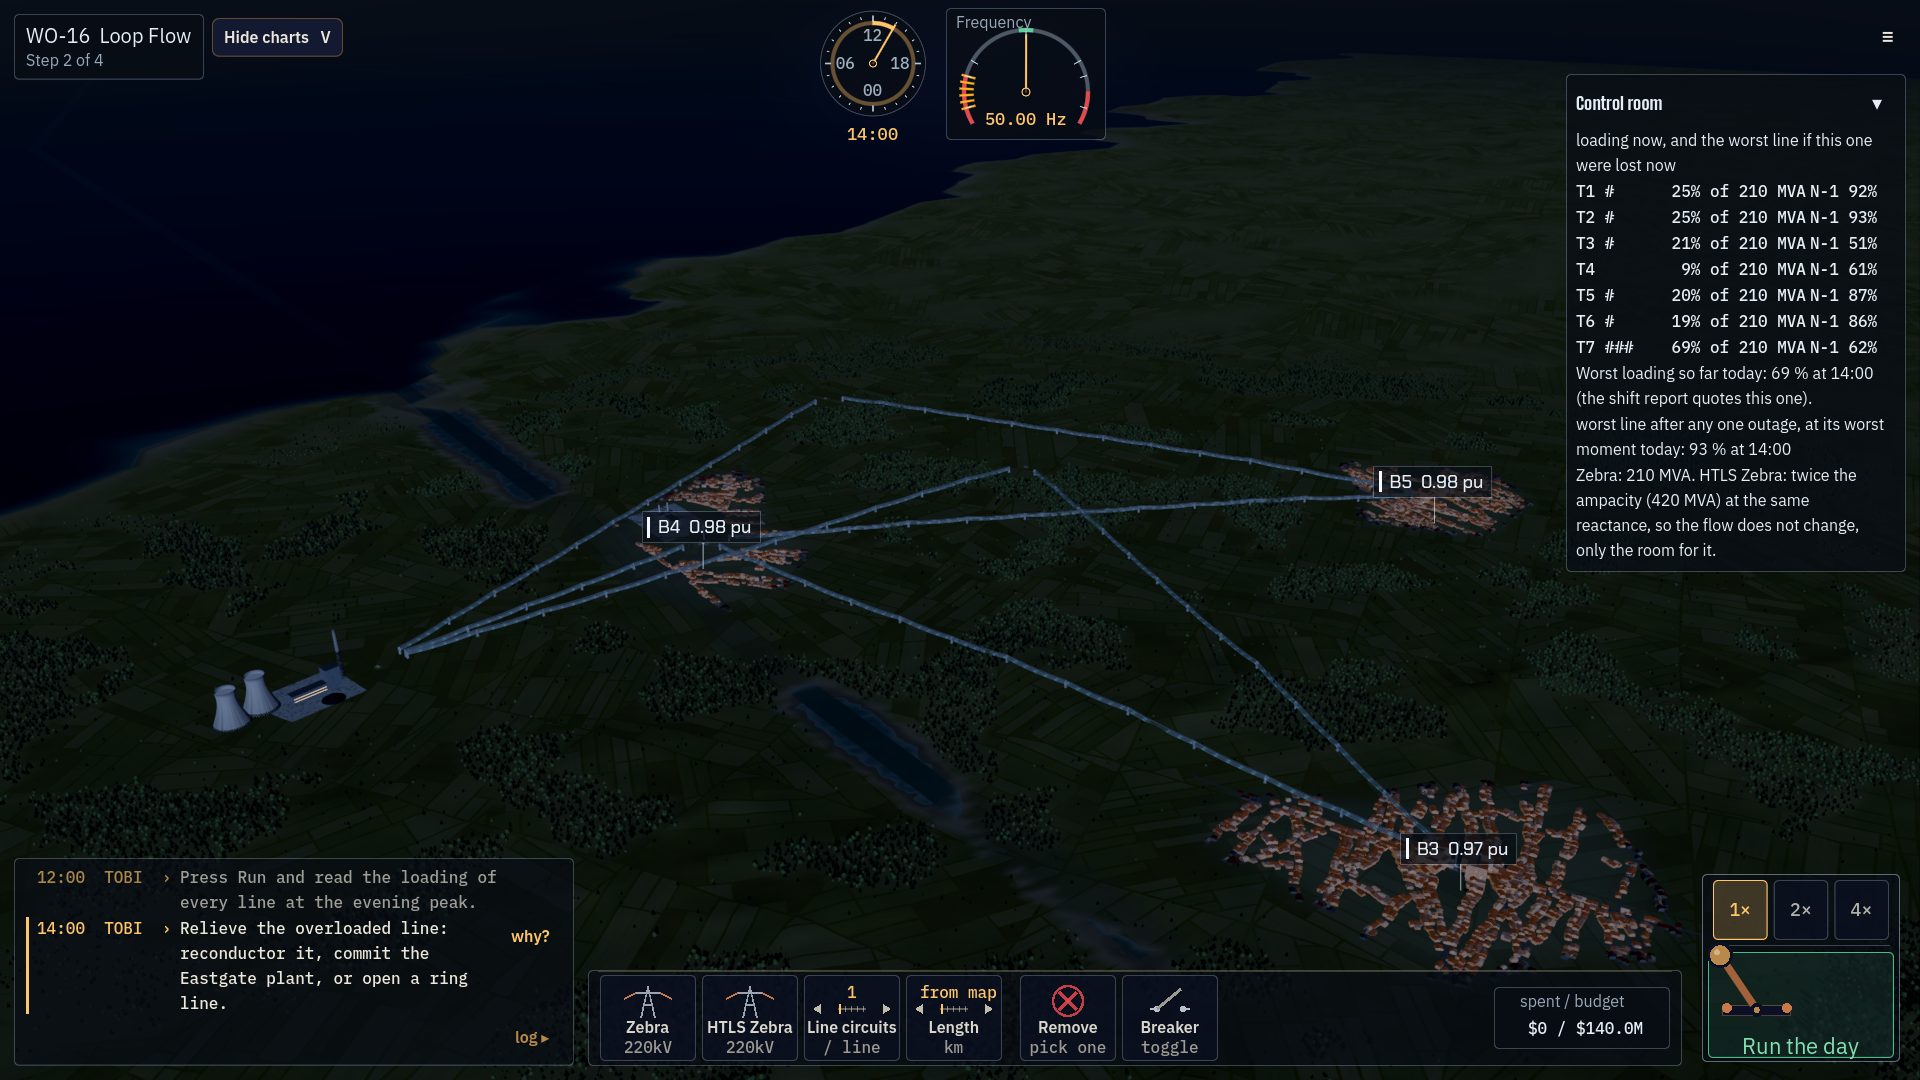 WO-16 Loop Flow
Step 2 of 4
Hide charts V
12
06 18
00
14:00
Frequency
50.00 Hz
≡
Control room ▼
loading now, and the worst line if this one
were lost now
T1 # 25% of 210 MVA N-1 92%
T2 # 25% of 210 MVA N-1 93%
T3 # 21% of 210 MVA N-1 51%
T4 9% of 210 MVA N-1 61%
T5 # 20% of 210 MVA N-1 87%
T6 # 19% of 210 MVA N-1 86%
T7 ### 69% of 210 MVA N-1 62%
Worst loading so far today: 69 % at 14:00
(the shift report quotes this one).
worst line after any one outage, at its worst
moment today: 93 % at 14:00
Zebra: 210 MVA. HTLS Zebra: twice the
ampacity (420 MVA) at the same
reactance, so the flow does not change,
only the room for it.
B5 0.98 pu
B4 0.98 pu
B3 0.97 pu
12:00 TOBI › Press Run and read the loading of
every line at the evening peak.
14:00 TOBI › Relieve the overloaded line:
reconductor it, commit the
Eastgate plant, or open a ring
line.
why?
log ▸
Zebra
220kV
HTLS Zebra
220kV
1
Line circuits
/ line
from map
Length
km
Remove
pick one
Breaker
toggle
spent / budget
$0 / $140.0M
1× 2× 4×
Run the day